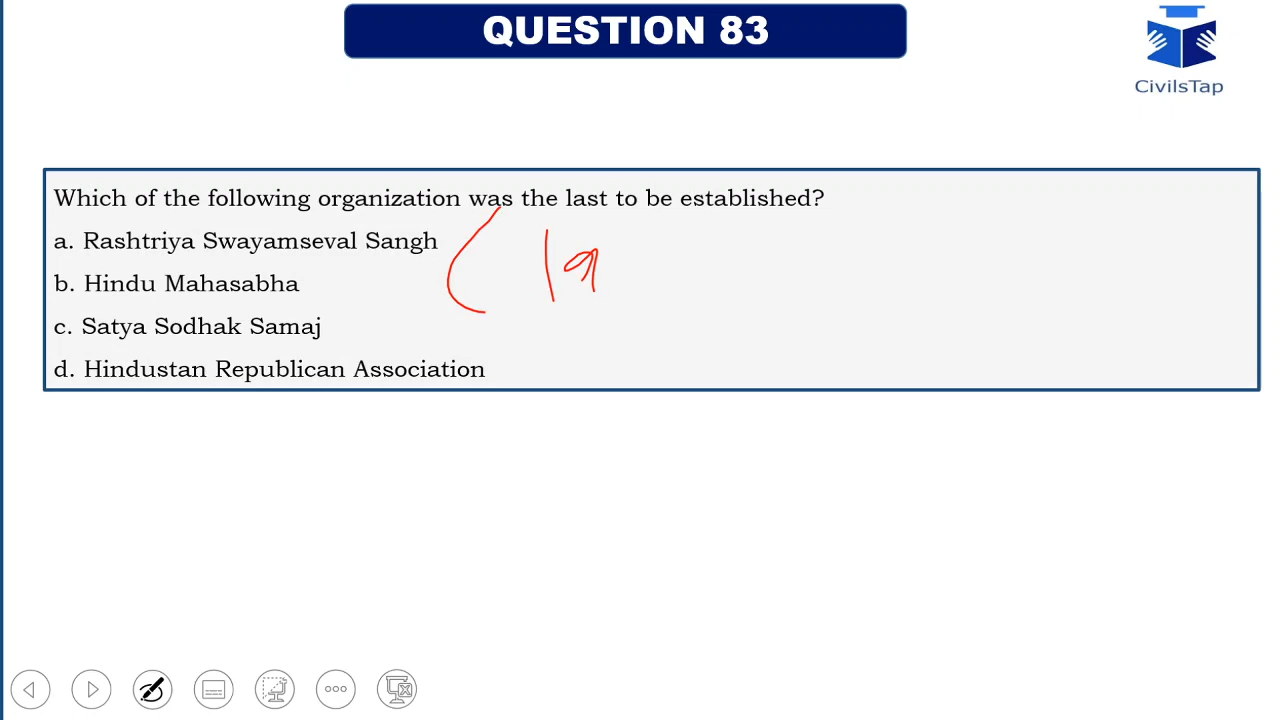 QUESTION 83
CivilsTap
Which of the following organization was the last to be established?
a. Rashtriya Swayamseval Sangh
b. Hindu Mahasabha
c. Satya Sodhak Samaj
d. Hindustan Republican Association